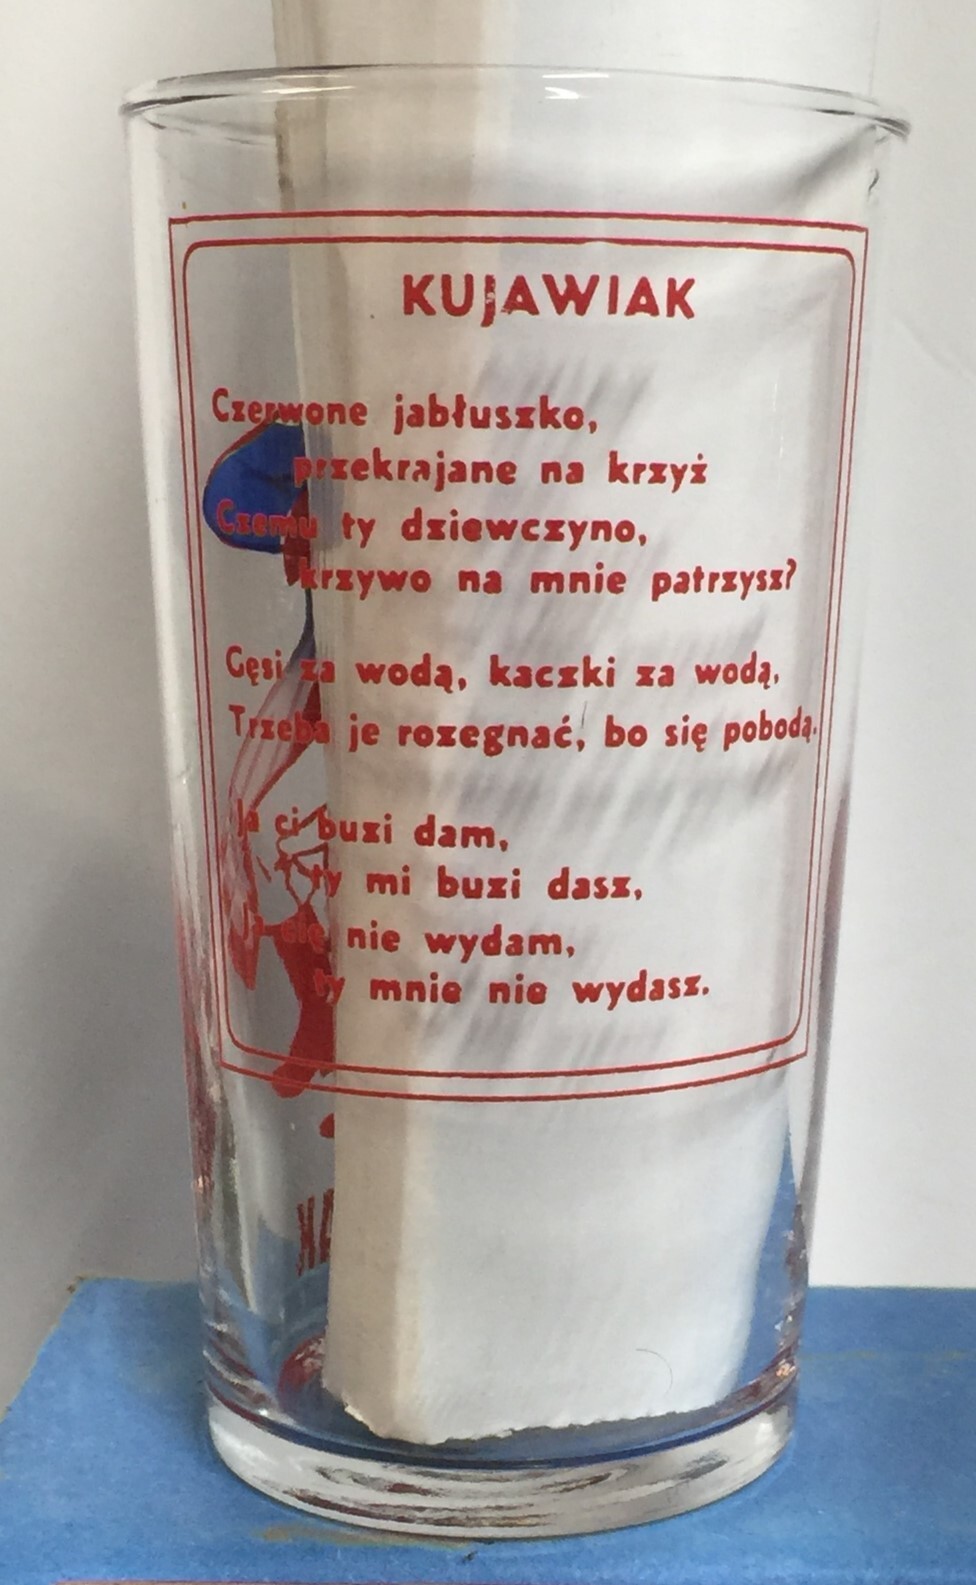 KUJAWIAK
Czerwone jabłuszko,
przekrajane na krzyż
Czemu ty dziewczyno,
krzywo na mnie patrzysz?
Gęsi za wodą, kaczki za wodą,
Trzeba je rozegnać, bo się pobodą.
Ja ci buzi dam,
ty mi buzi dasz,
Ja cię nie wydam,
ty mnie nie wydasz.